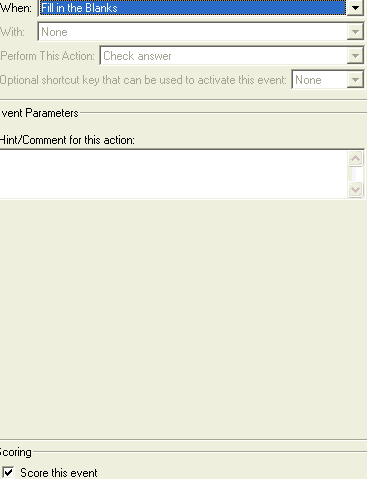 When: Fill in the Blanks
With: None
Perform This Action: Check answer
Optional shortcut key that can be used to activate this event: None
vent Parameters
Hint/Comment for this action:
Scoring
Score this event